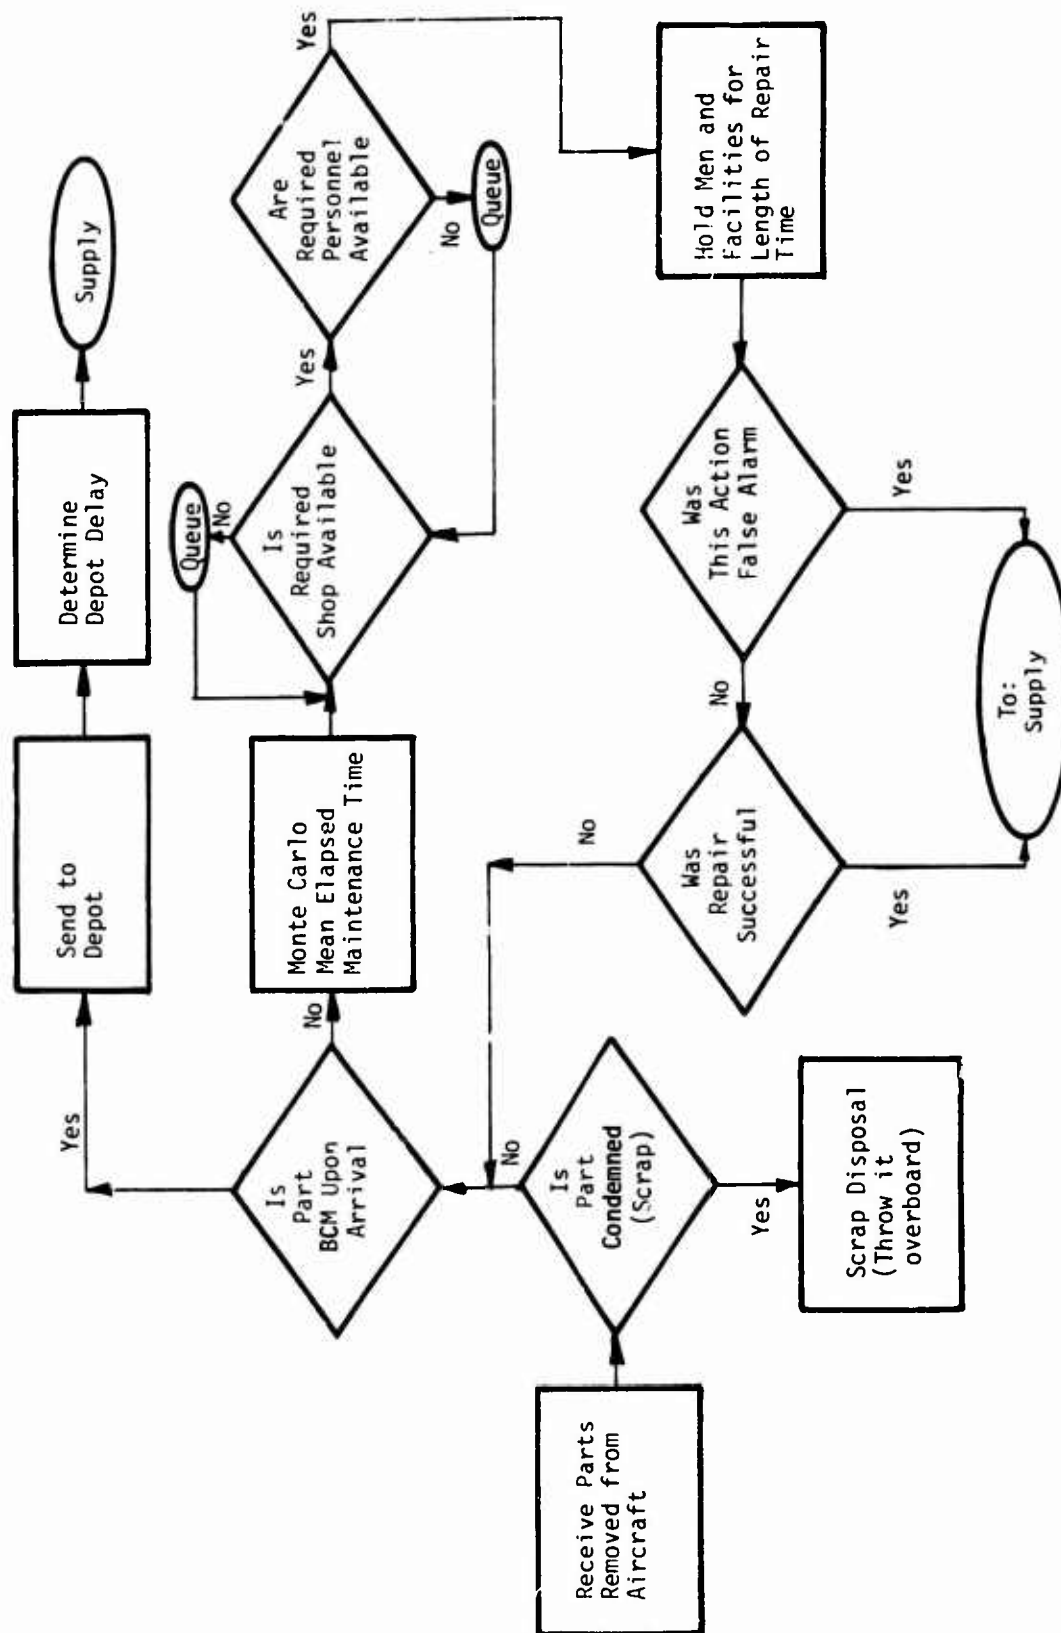 Receive Parts
Removed from
Aircraft
Is
Part
Condemned
(Scrap)
Yes
Scrap Disposal
(Throw it
overboard)
No
Is
Part
BCM Upon
Arrival
Yes
Send to
Depot
Determine
Depot Delay
Supply
No
Monte Carlo
Mean Elapsed
Maintenance Time
Is
Required
Shop Available
No
Queue
Yes
Are
Required
Personnel
Available
No
Queue
Yes
Hold Men and
Facilities for
Length of Repair
Time
Was
This Action
False Alarm
Yes
No
Was
Repair
Successful
No
Yes
To:
Supply